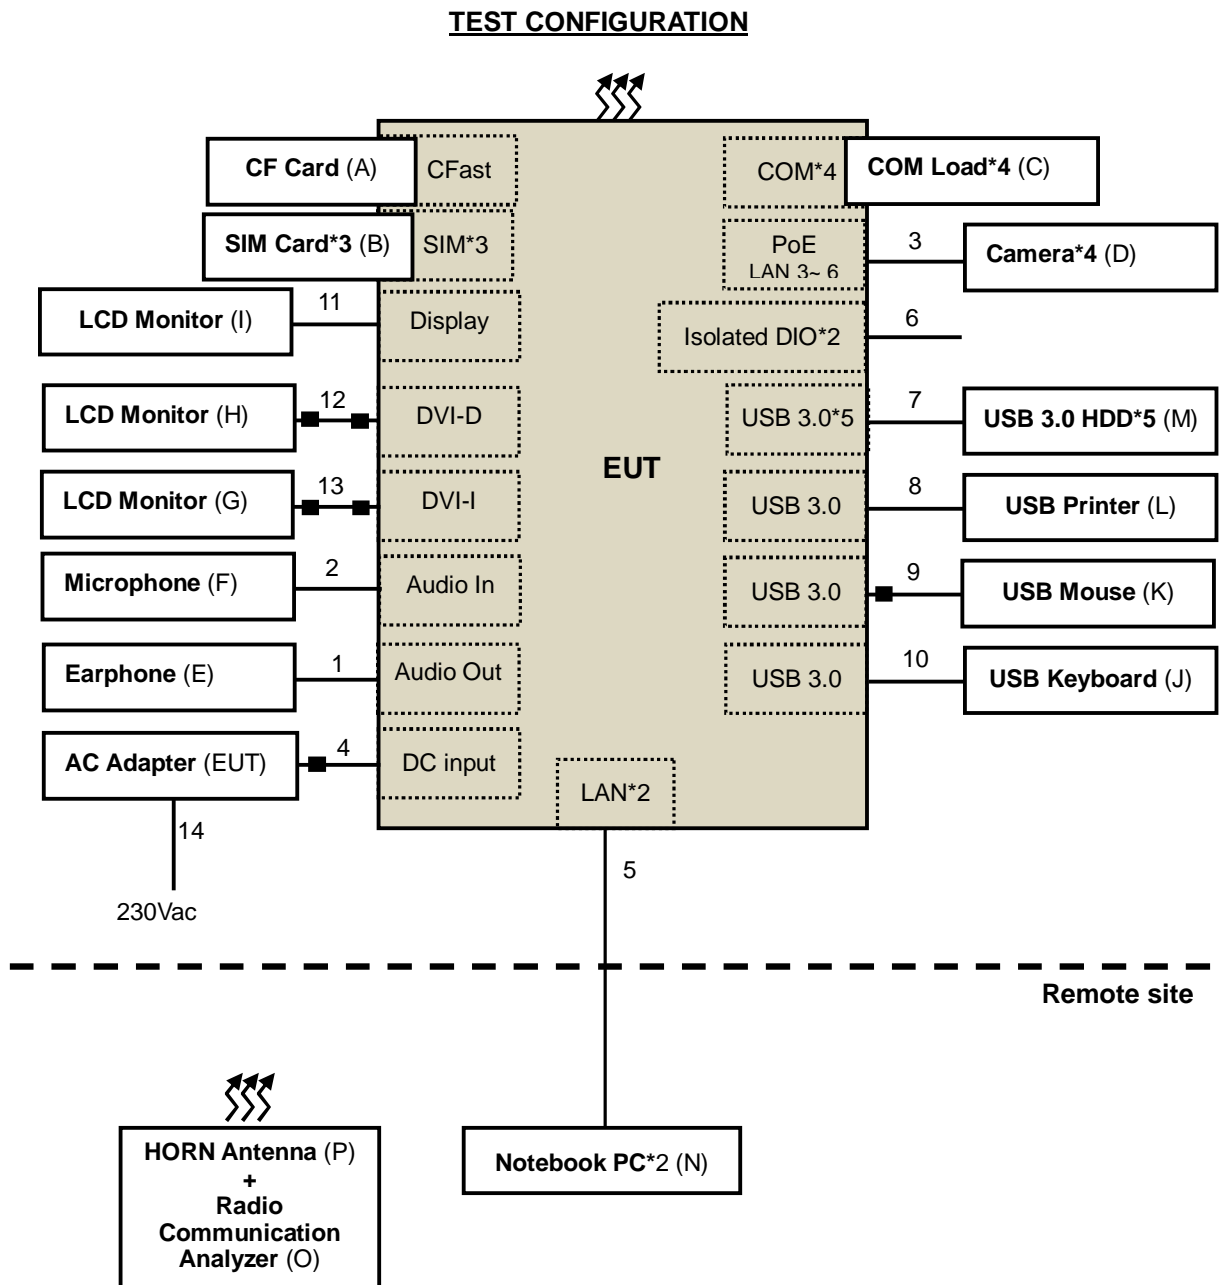 TEST CONFIGURATION
CF Card (A)
CFast
COM*4
COM Load*4 (C)
SIM Card*3 (B)
SIM*3
PoE
LAN 3~ 6
3
Camera*4 (D)
LCD Monitor (I)
11
Display
Isolated DIO*2
6
LCD Monitor (H)
12
DVI-D
USB 3.0*5
7
USB 3.0 HDD*5 (M)
EUT
LCD Monitor (G)
13
DVI-I
USB 3.0
8
USB Printer (L)
Microphone (F)
2
Audio In
USB 3.0
9
USB Mouse (K)
Earphone (E)
1
Audio Out
USB 3.0
10
USB Keyboard (J)
AC Adapter (EUT)
4
DC input
LAN*2
14
5
230Vac
Remote site
HORN Antenna (P)
+
Radio
Communication
Analyzer (O)
Notebook PC*2 (N)